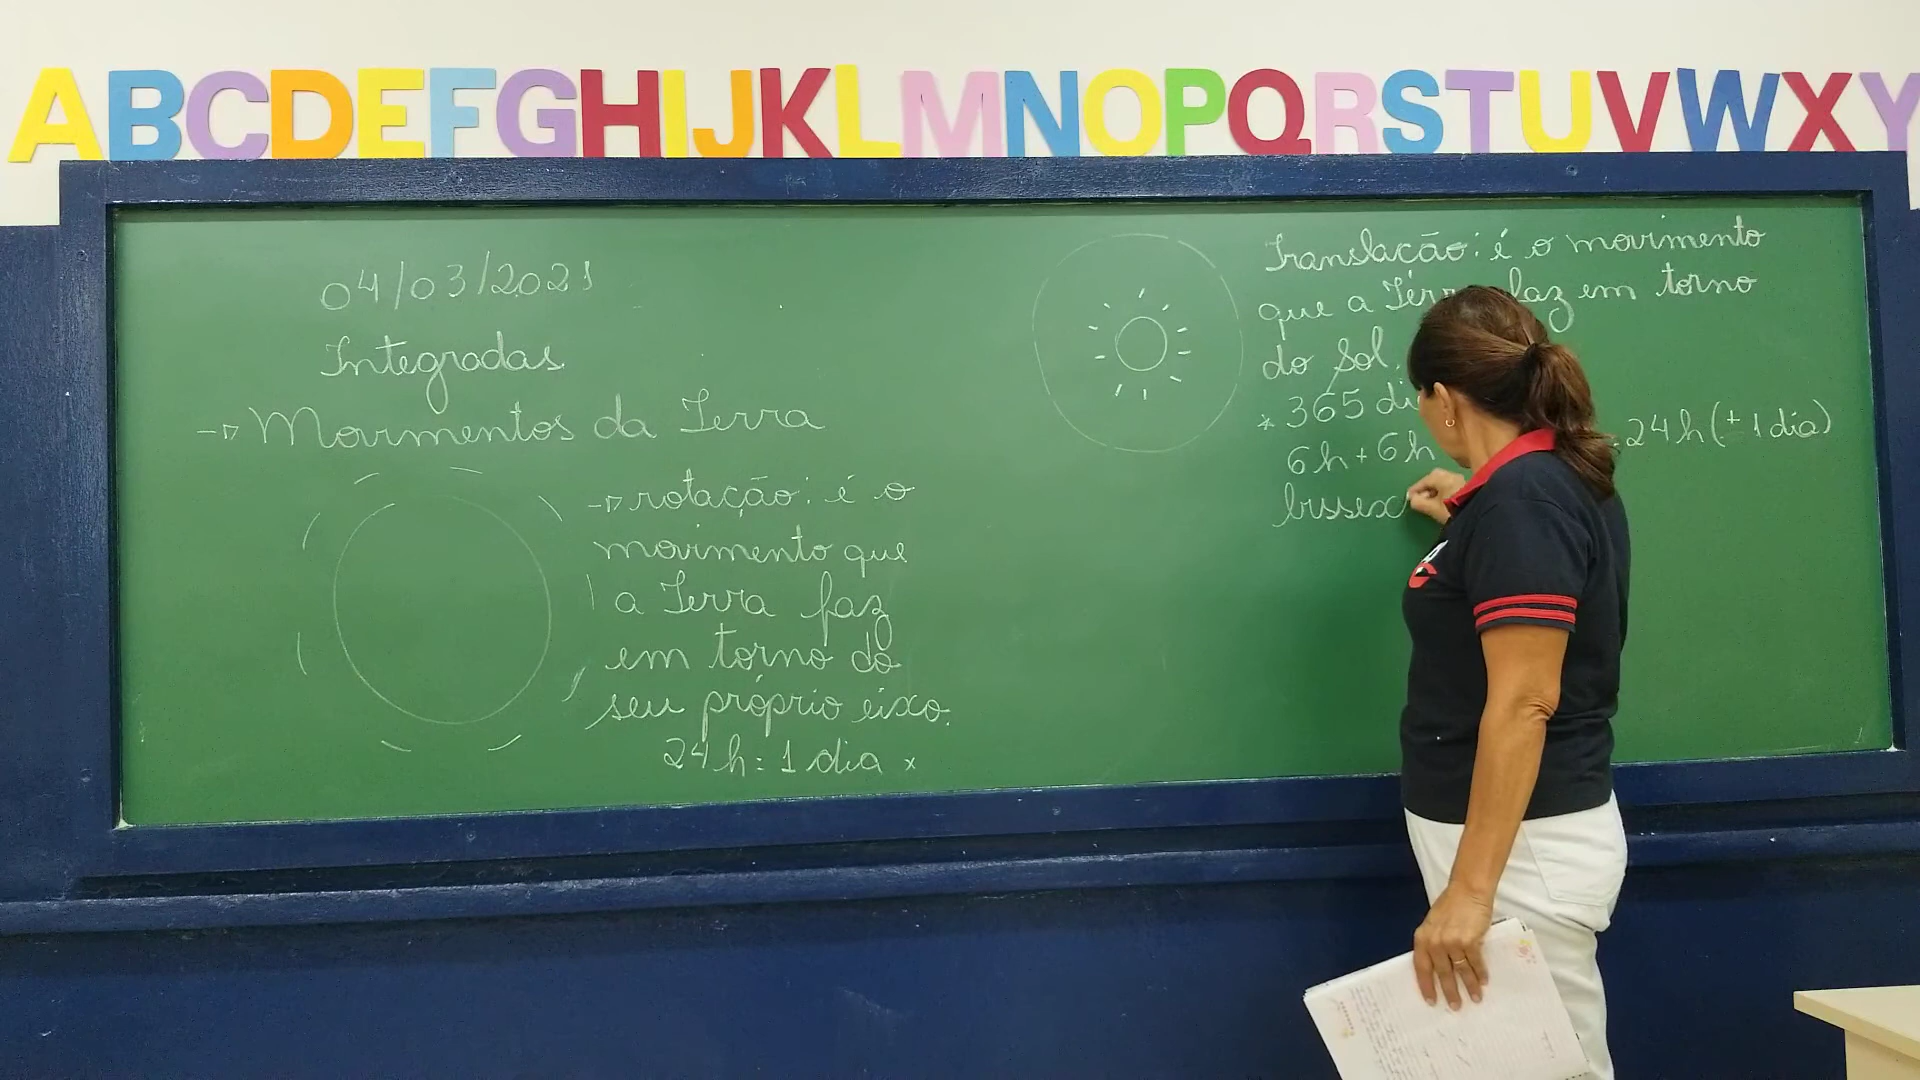 ABCDEFGHIJKLMNOPQRSTUVWXY
04/03/2021
Integradas
→ Movimentos da Terra
→ rotação: é o
movimento que
a Terra faz
em torno do
seu próprio eixo.
24h: 1 dia ×
Translacão: é o movimento
que a Terra faz em torno
do Sol.
* 365 di
6h + 6h 24h (± 1 dia)
bissex